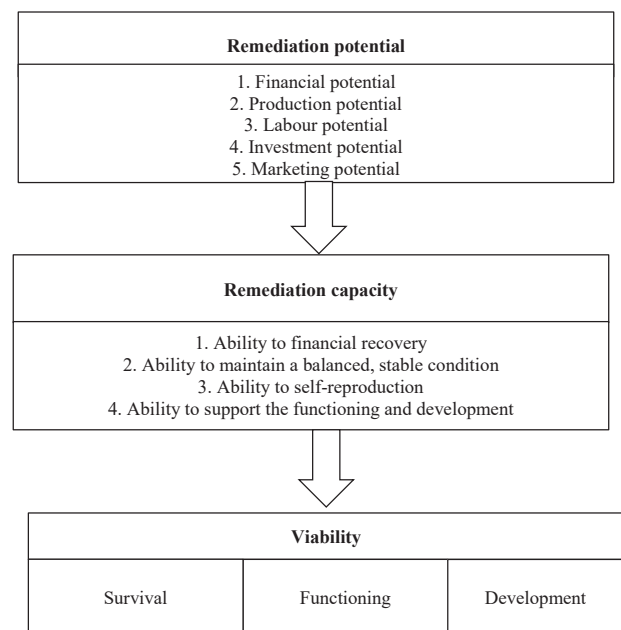 Remediation potential
1. Financial potential
2. Production potential
3. Labour potential
4. Investment potential
5. Marketing potential
Remediation capacity
1. Ability to financial recovery
2. Ability to maintain a balanced, stable condition
3. Ability to self-reproduction
4. Ability to support the functioning and development
Viability
Survival
Functioning
Development